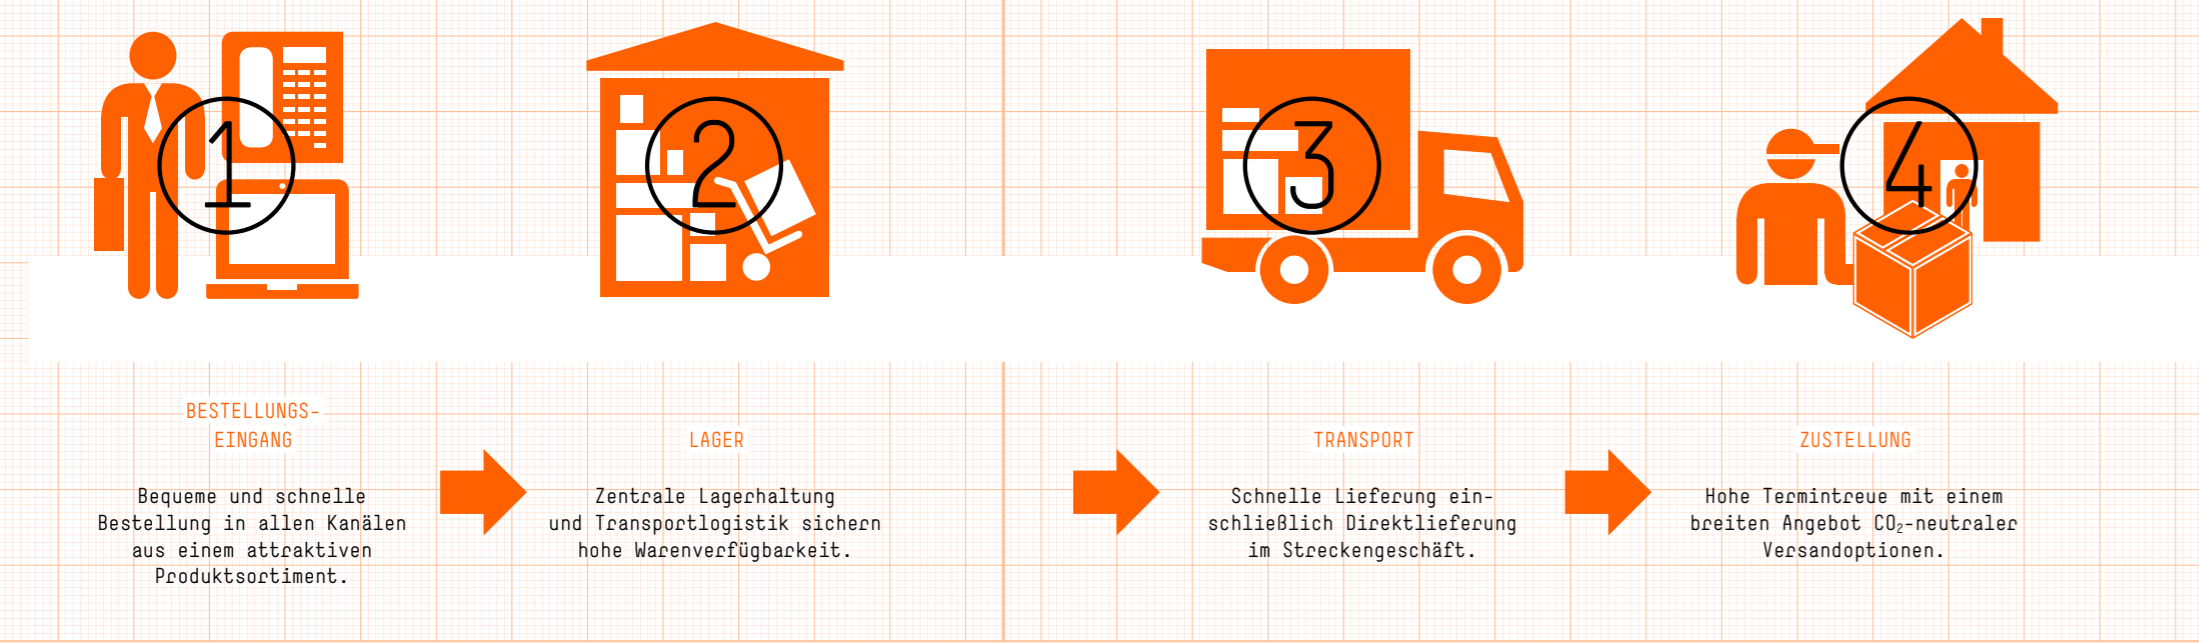 1
2
3
4
BESTELLUNGS-
EINGANG
Bequeme und schnelle
Bestellung in allen Kanälen
aus einem attraktiven
Produktsortiment.
LAGER
Zentrale Lagerhaltung
und Transportlogistik sichern
hohe Warenverfügbarkeit.
TRANSPORT
Schnelle Lieferung ein-
schließlich Direktlieferung
im Streckengeschäft.
ZUSTELLUNG
Hohe Termintreue mit einem
breiten Angebot CO₂-neutraler
Versandoptionen.